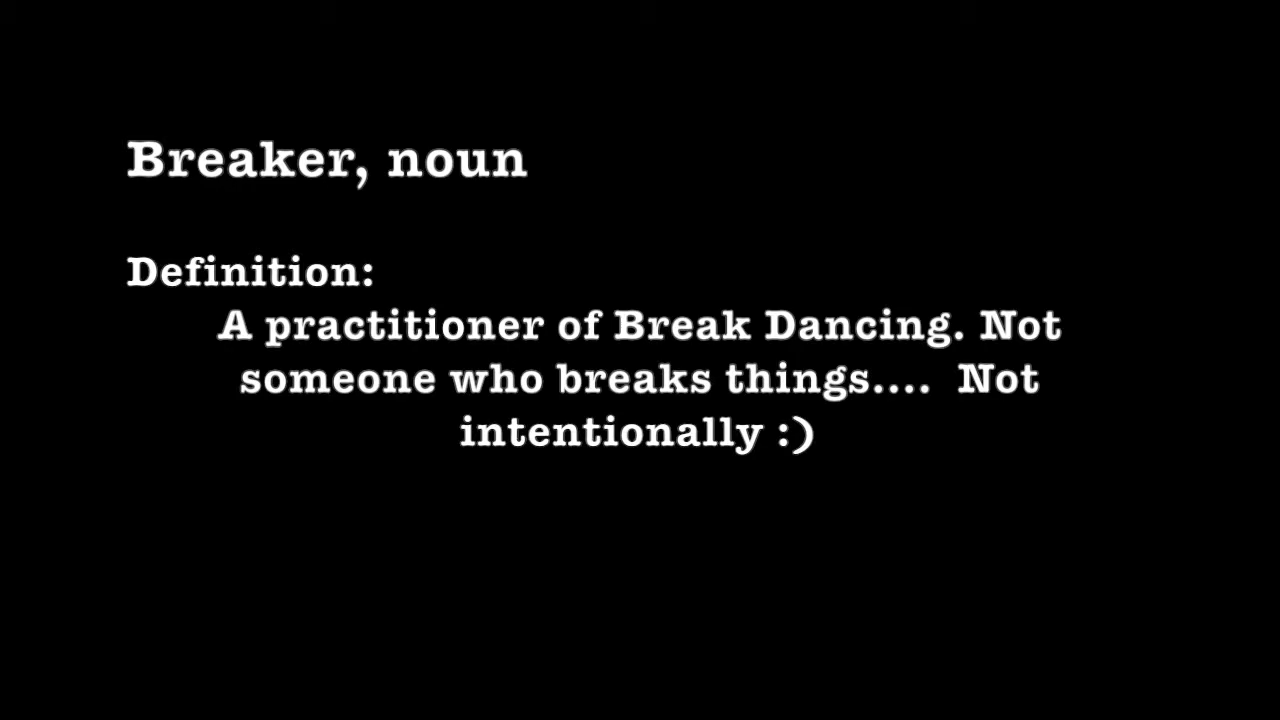 Breaker, noun
Definition:
A practitioner of Break Dancing. Not
someone who breaks things....  Not
intentionally :)